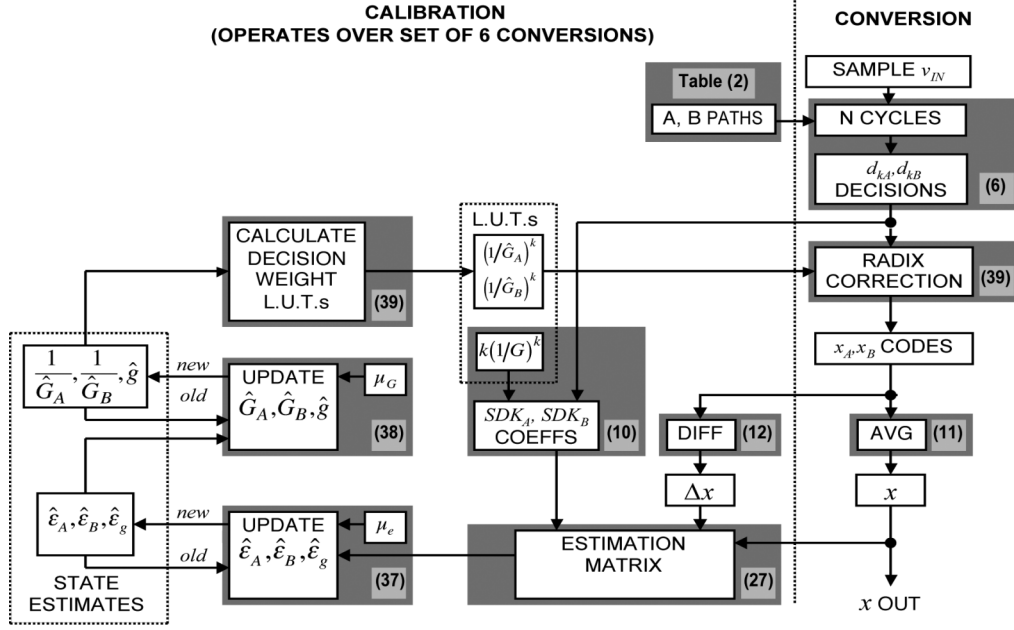 CALIBRATION
(OPERATES OVER SET OF 6 CONVERSIONS)
CONVERSION
SAMPLE v_IN
Table (2)
A, B PATHS
N CYCLES
d_kA, d_kB
DECISIONS
(6)
L.U.T.s
CALCULATE
DECISION
WEIGHT
L.U.T.s
(39)
(1/Ĝ_A)^k
(1/Ĝ_B)^k
RADIX
CORRECTION
(39)
k(1/G)^k
x_A, x_B CODES
1/Ĝ_A, 1/Ĝ_B, ĝ
new
old
UPDATE
Ĝ_A, Ĝ_B, ĝ
μ_G
(38)
SDK_A, SDK_B
COEFFS
(10)
DIFF
(12)
AVG
(11)
Δx
x
ε̂_A, ε̂_B, ε̂_g
new
old
UPDATE
ε̂_A, ε̂_B, ε̂_g
μ_e
(37)
ESTIMATION
MATRIX
(27)
STATE
ESTIMATES
x OUT